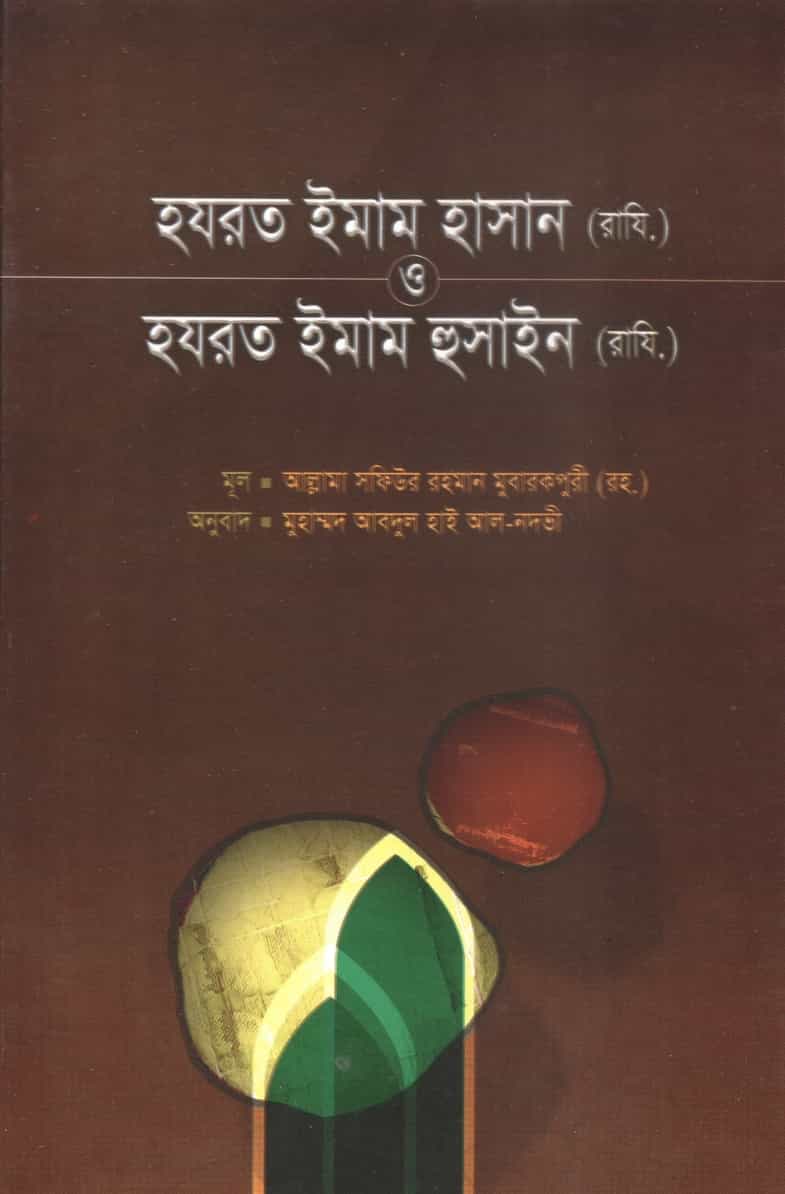 হযরত ইমাম হাসান (রাযি.)
ও
হযরত ইমাম হুসাইন (রাযি.)
মূল ■ আল্লামা সফিউর রহমান মুবারকপুরী (রহ.)
অনুবাদ ■ মুহাম্মদ আবদুল হাই আল-নদভী